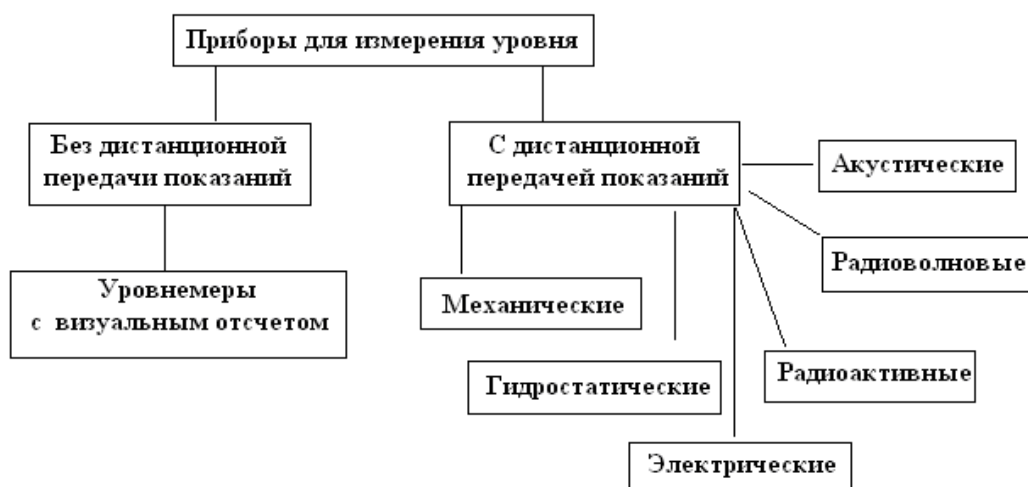 Приборы для измерения уровня
Без дистанционной
передачи показаний
С дистанционной
передачей показаний
Акустические
Радиоволновые
Уровнемеры
с визуальным отсчетом
Механические
Радиоактивные
Гидростатические
Электрические